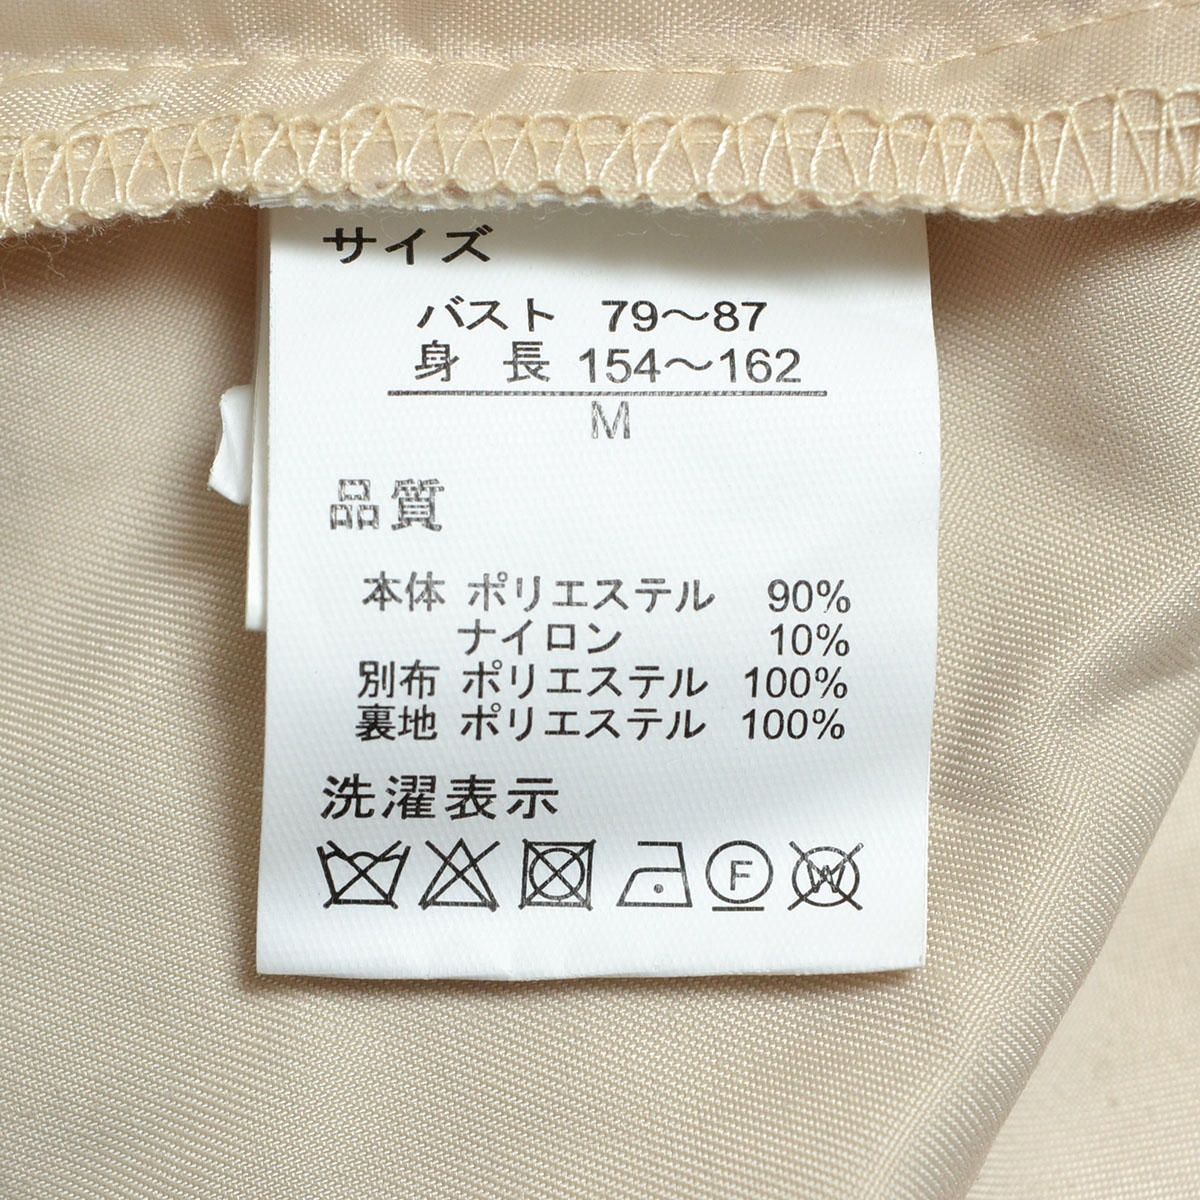 サイズ
バスト 79〜87
身 長 154〜162
M
品質
本体 ポリエステル 90%
ナイロン 10%
別布 ポリエステル 100%
裏地 ポリエステル 100%
洗濯表示
F W